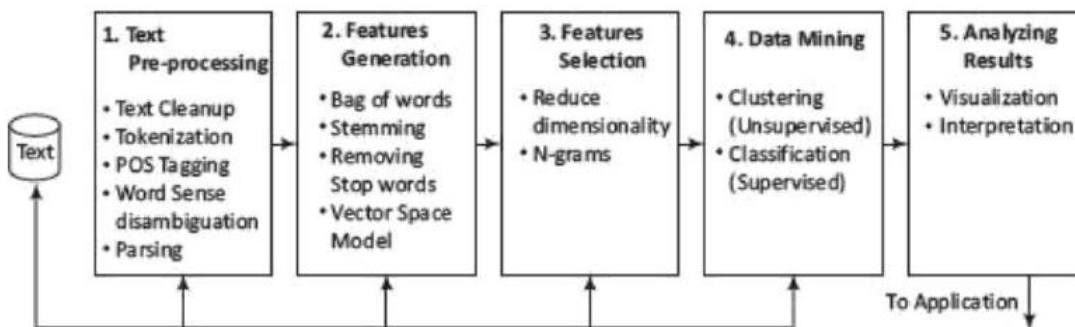 Text
1. Text
Pre-processing
• Text Cleanup
• Tokenization
• POS Tagging
• Word Sense
disambiguation
• Parsing
2. Features
Generation
• Bag of words
• Stemming
• Removing
Stop words
• Vector Space
Model
3. Features
Selection
• Reduce
dimensionality
• N-grams
4. Data Mining
• Clustering
(Unsupervised)
• Classification
(Supervised)
5. Analyzing
Results
• Visualization
• Interpretation
To Application